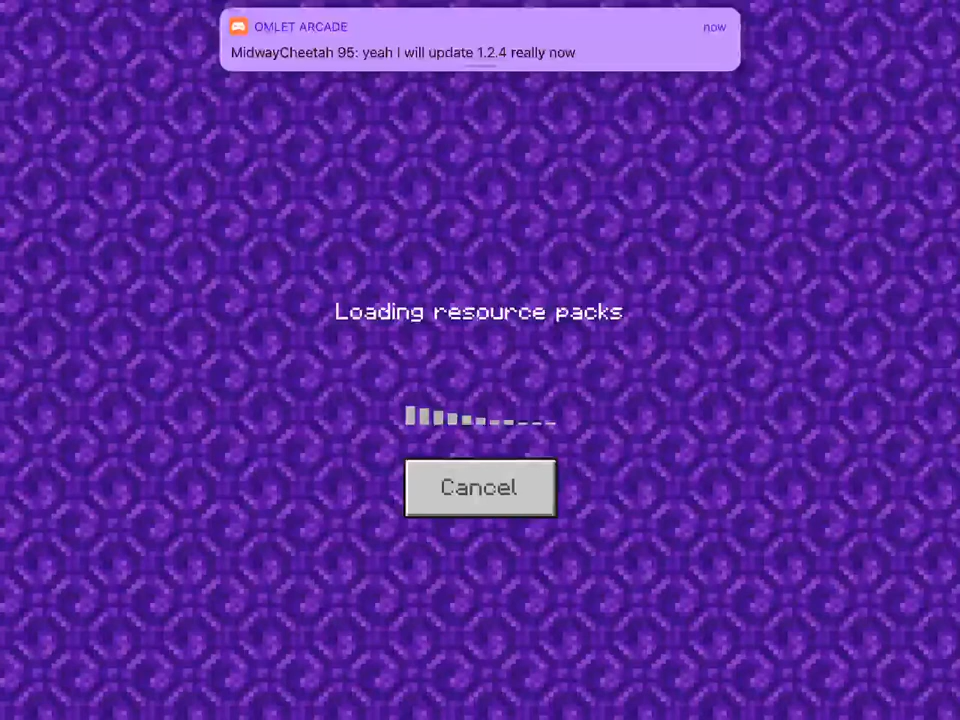 OMLET ARCADE
now
MidwayCheetah 95: yeah I will update 1.2.4 really now
Loading resource packs
Cancel